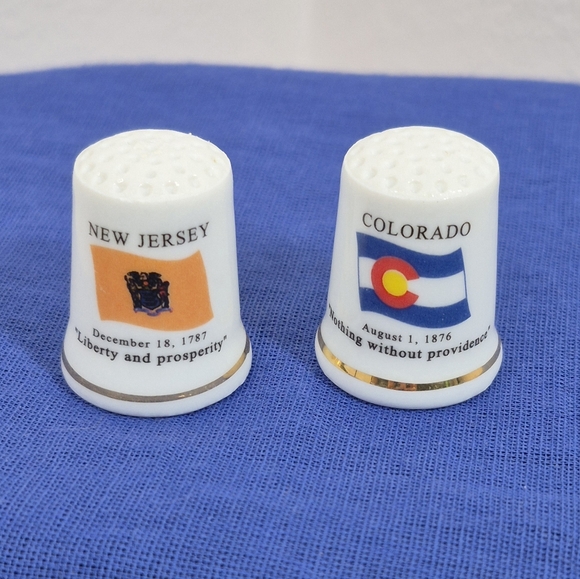 NEW JERSEY
December 18, 1787
"Liberty and prosperity"
COLORADO
August 1, 1876
"Nothing without providence"